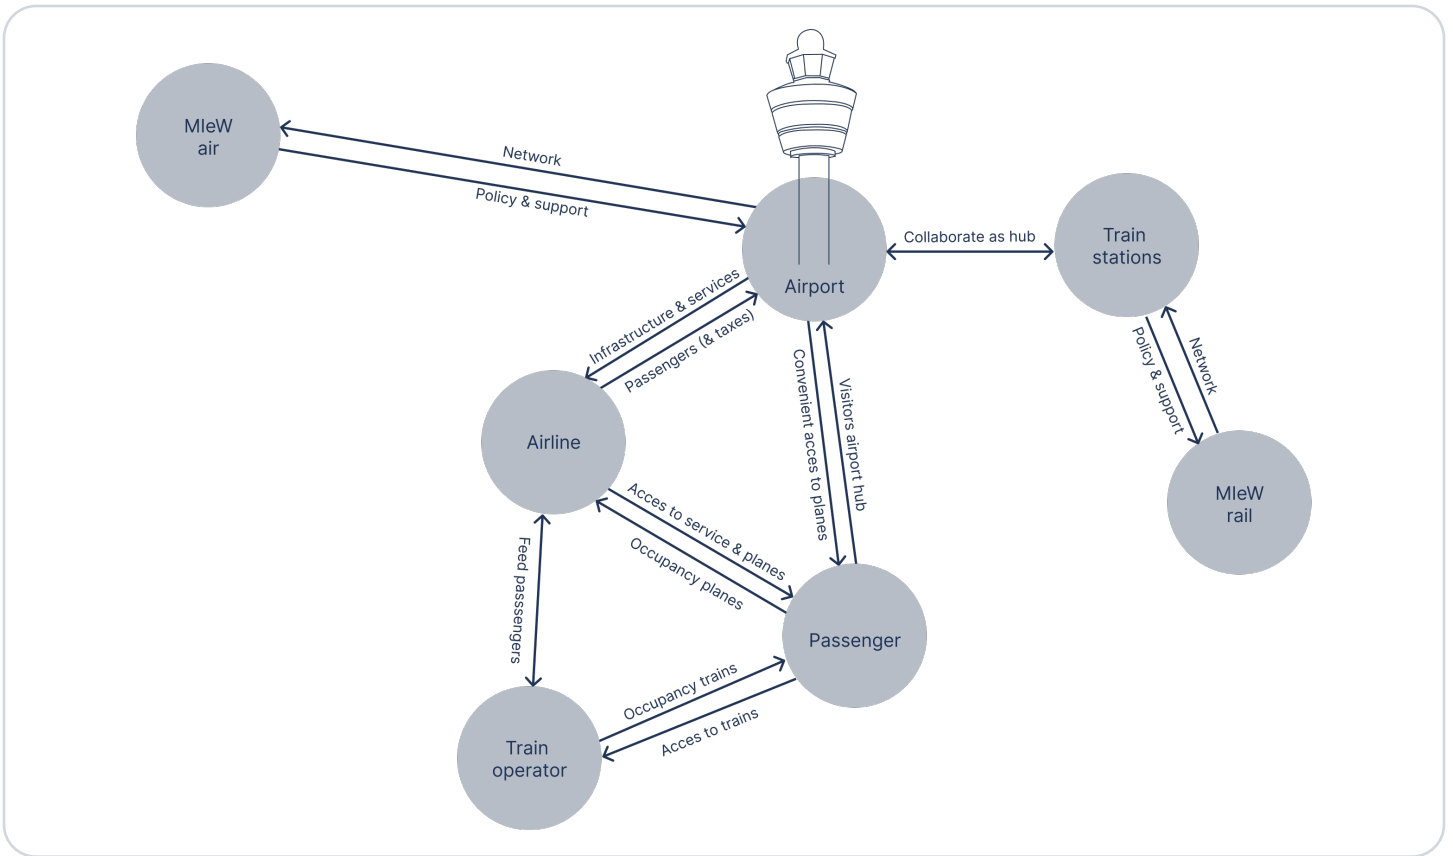 MIeW
air
Network
Policy & support
Airport
Collaborate as hub
Train
stations
Infrastructure & services
Passengers (& taxes)
Convenient acces to planes
Visitors airport hub
Policy & support
Network
Airline
MIeW
rail
Acces to service & planes
Occupancy planes
Feed passsengers
Passenger
Occupancy trains
Acces to trains
Train
operator